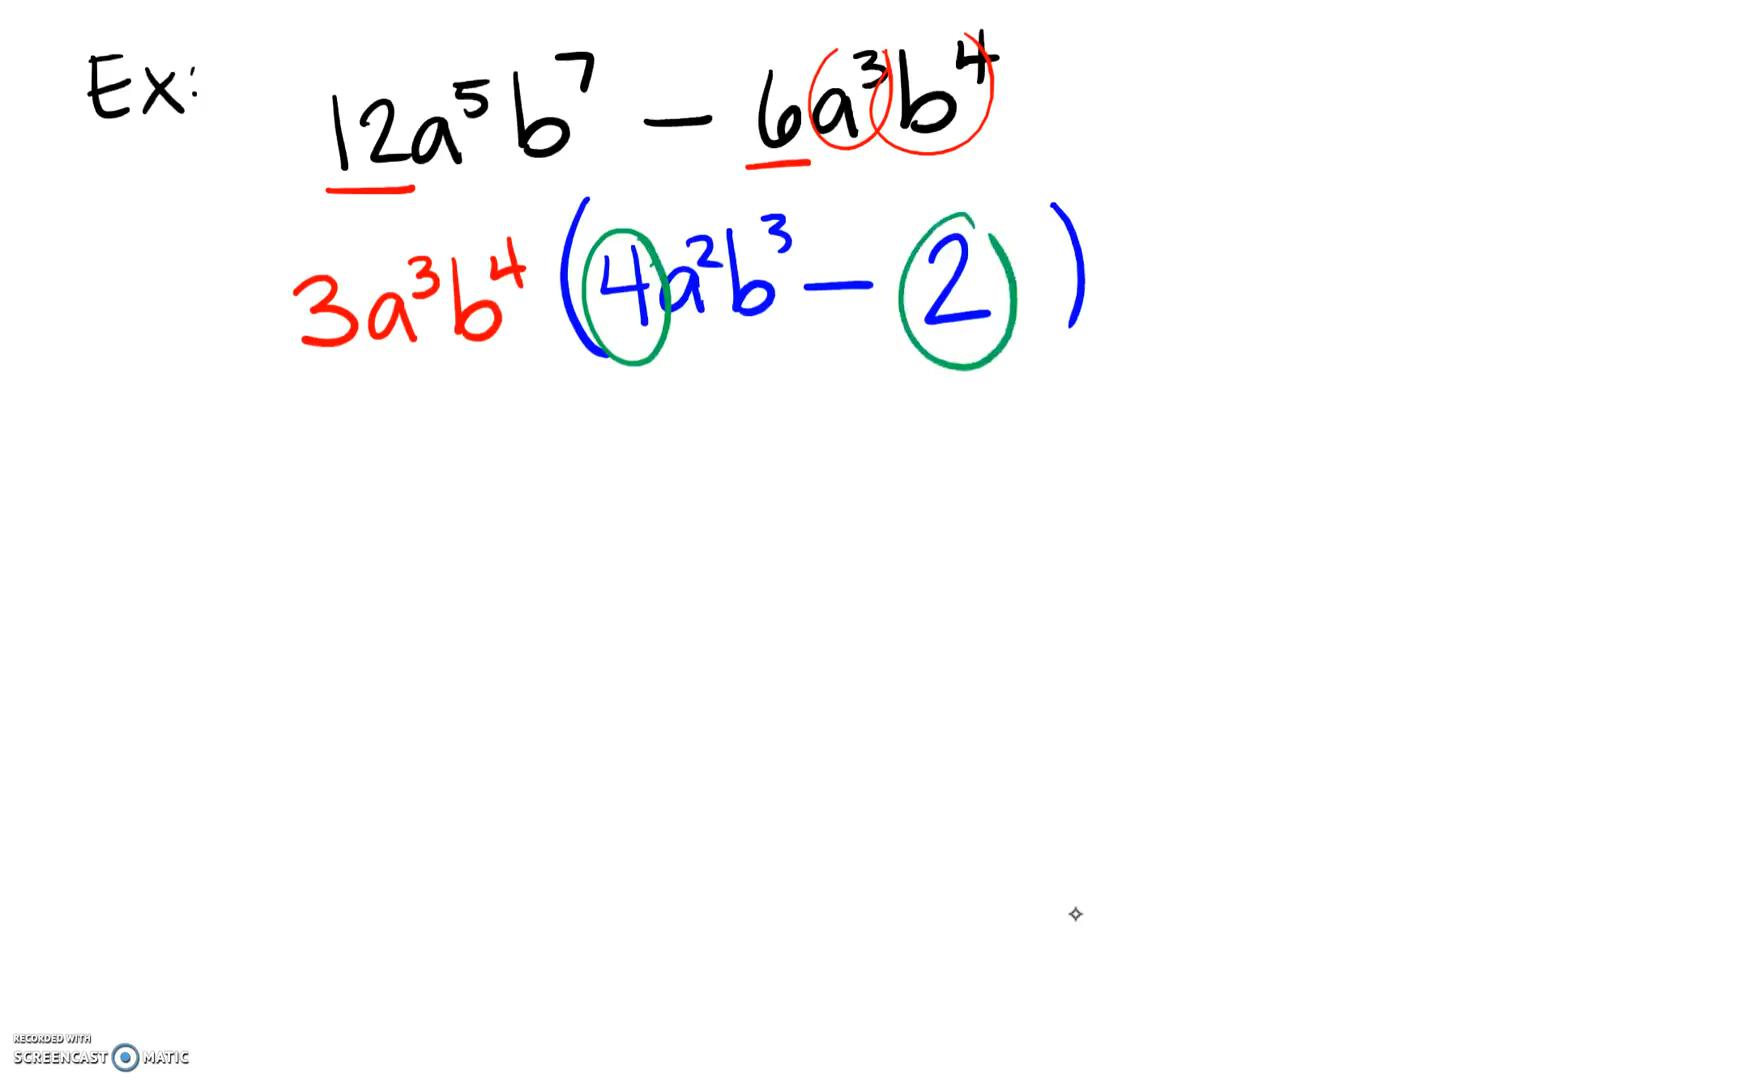 Ex: 12a⁵b⁷ − 6a³b⁴
3a³b⁴ (4a²b³ − 2)
RECORDED WITH
SCREENCAST MATIC